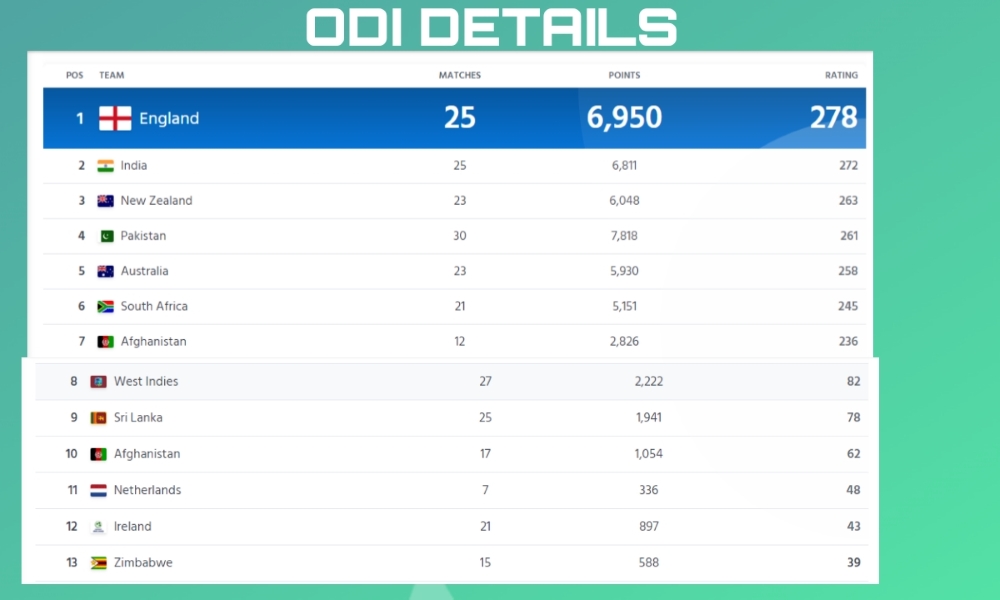 ODI DETAILS
POS TEAM MATCHES POINTS RATING
1 England 25 6,950 278
2 India 25 6,811 272
3 New Zealand 23 6,048 263
4 Pakistan 30 7,818 261
5 Australia 23 5,930 258
6 South Africa 21 5,151 245
7 Afghanistan 12 2,826 236
8 West Indies 27 2,222 82
9 Sri Lanka 25 1,941 78
10 Afghanistan 17 1,054 62
11 Netherlands 7 336 48
12 Ireland 21 897 43
13 Zimbabwe 15 588 39